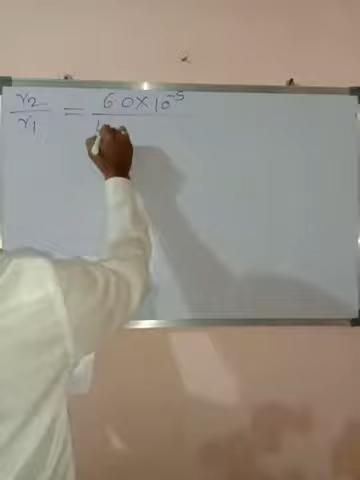 r2/r1 = 6.0×10^-5 /